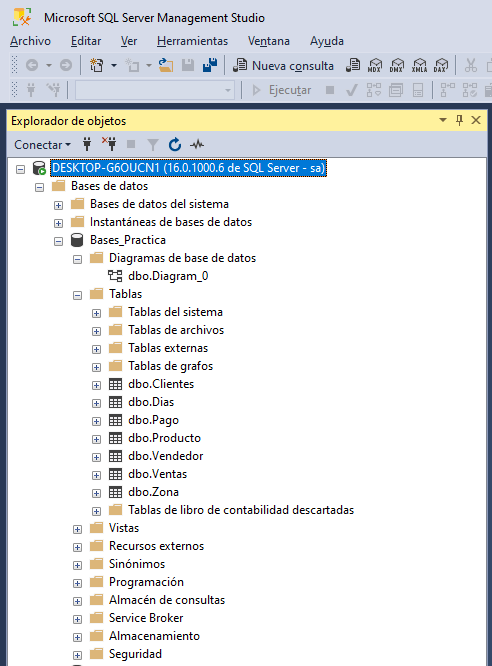 Microsoft SQL Server Management Studio
Archivo Editar Ver Herramientas Ventana Ayuda
Nueva consulta MDX DMX XMLA DAX
Ejecutar
Explorador de objetos
Conectar
DESKTOP-G6OUCN1 (16.0.1000.6 de SQL Server - sa)
Bases de datos
Bases de datos del sistema
Instantáneas de bases de datos
Bases_Practica
Diagramas de base de datos
dbo.Diagram_0
Tablas
Tablas del sistema
Tablas de archivos
Tablas externas
Tablas de grafos
dbo.Clientes
dbo.Dias
dbo.Pago
dbo.Producto
dbo.Vendedor
dbo.Ventas
dbo.Zona
Tablas de libro de contabilidad descartadas
Vistas
Recursos externos
Sinónimos
Programación
Almacén de consultas
Service Broker
Almacenamiento
Seguridad